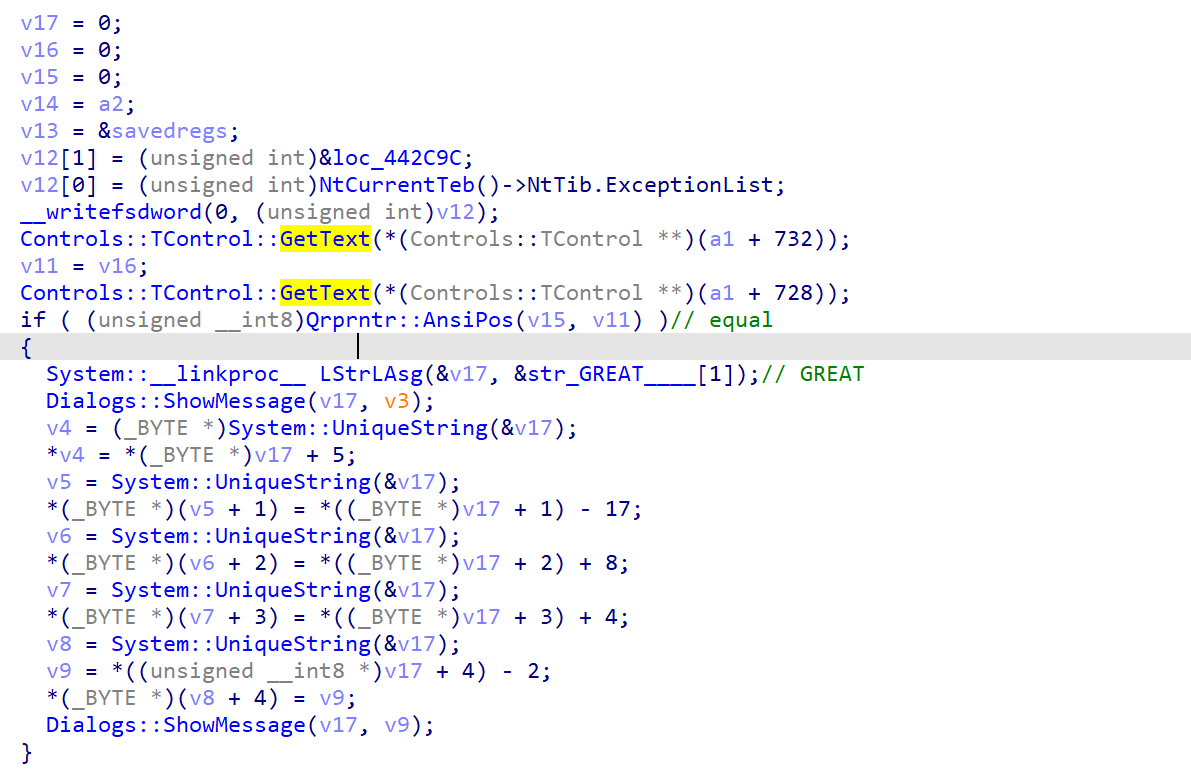 v17 = 0;
v16 = 0;
v15 = 0;
v14 = a2;
v13 = &savedregs;
v12[1] = (unsigned int)&loc_442C9C;
v12[0] = (unsigned int)NtCurrentTeb()->NtTib.ExceptionList;
__writefsdword(0, (unsigned int)v12);
Controls::TControl::GetText(*(Controls::TControl **)(a1 + 732));
v11 = v16;
Controls::TControl::GetText(*(Controls::TControl **)(a1 + 728));
if ( (unsigned __int8)Qrprntr::AnsiPos(v15, v11) )// equal
{
System::__linkproc__ LStrLAsg(&v17, &str_GREAT____[1]);// GREAT
Dialogs::ShowMessage(v17, v3);
v4 = (_BYTE *)System::UniqueString(&v17);
*v4 = *(_BYTE *)v17 + 5;
v5 = System::UniqueString(&v17);
*(_BYTE *)(v5 + 1) = *((_BYTE *)v17 + 1) - 17;
v6 = System::UniqueString(&v17);
*(_BYTE *)(v6 + 2) = *((_BYTE *)v17 + 2) + 8;
v7 = System::UniqueString(&v17);
*(_BYTE *)(v7 + 3) = *((_BYTE *)v17 + 3) + 4;
v8 = System::UniqueString(&v17);
v9 = *((unsigned __int8 *)v17 + 4) - 2;
*(_BYTE *)(v8 + 4) = v9;
Dialogs::ShowMessage(v17, v9);
}